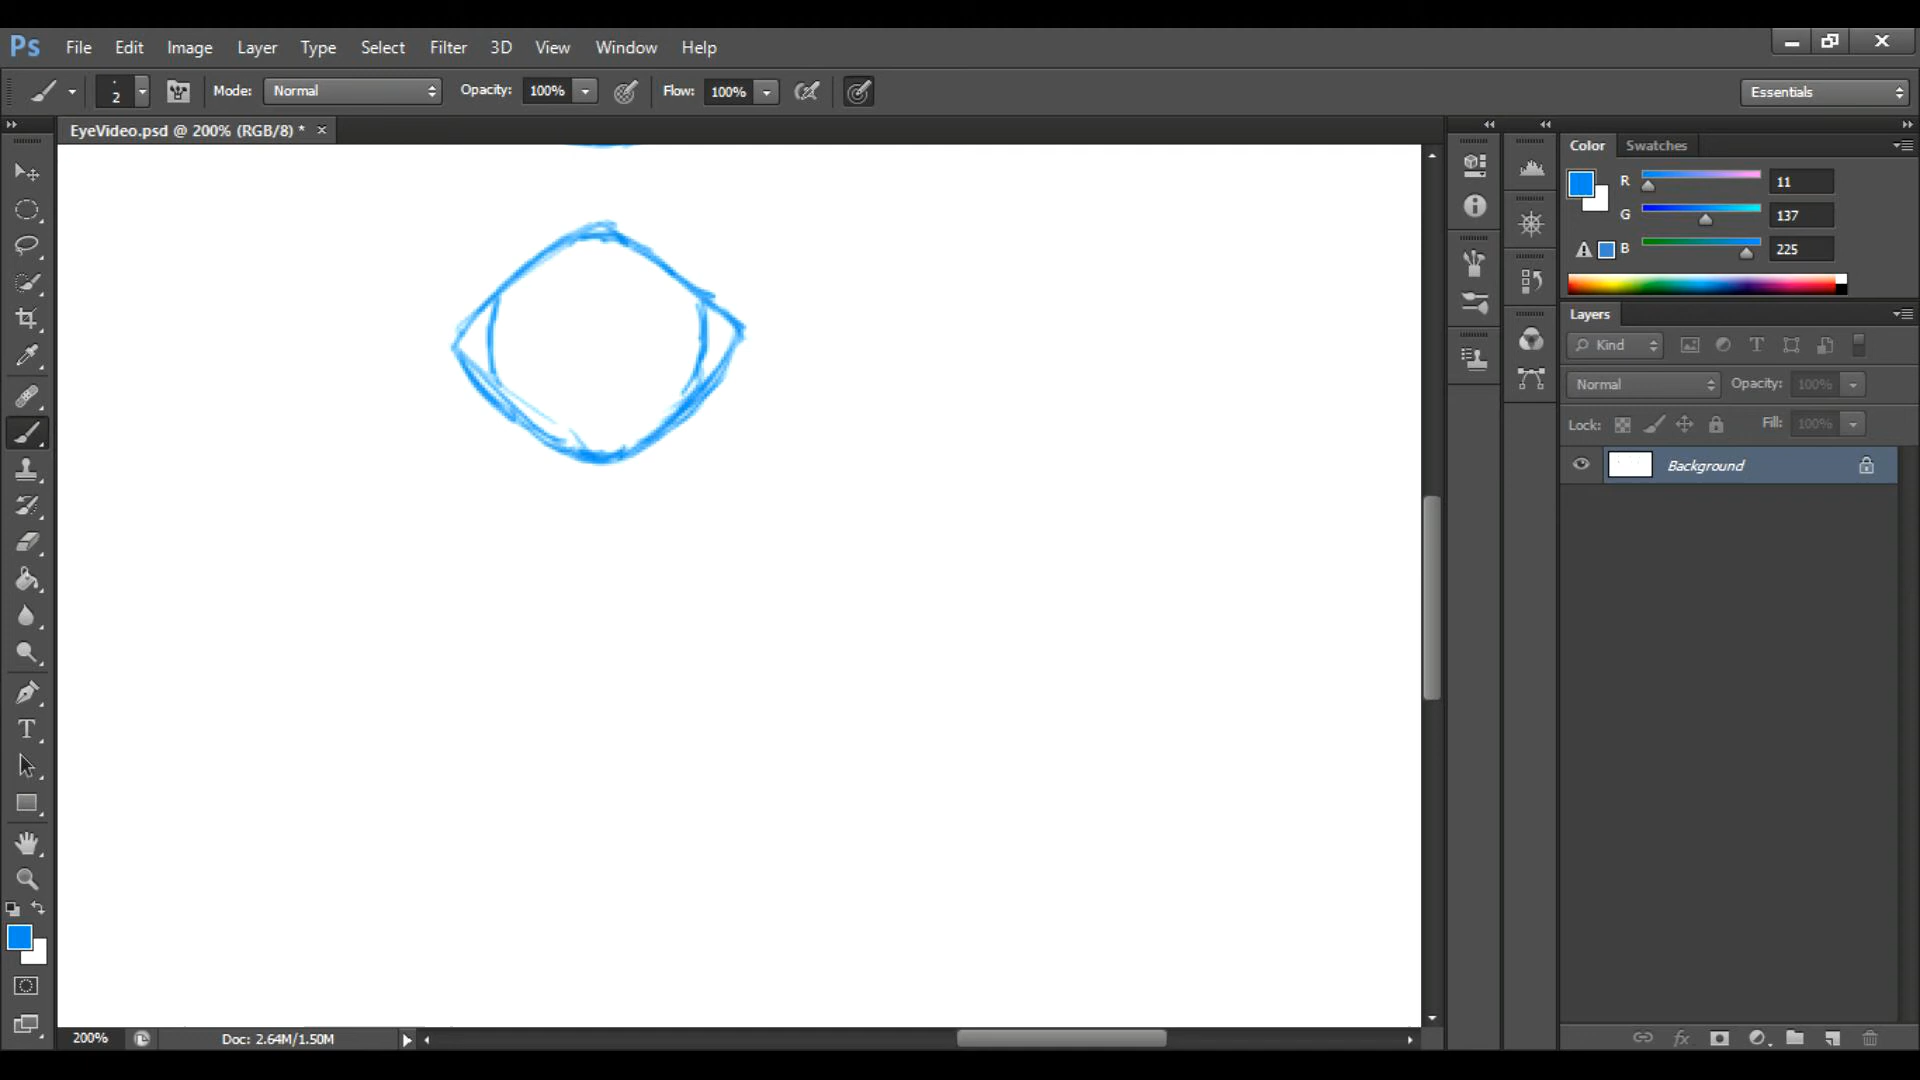 Ps File Edit Image Layer Type Select Filter 3D View Window Help
2 Mode: Normal Opacity: 100% Flow: 100% Essentials
EyeVideo.psd @ 200% (RGB/8) * ×
Color Swatches
R 11
G 137
B 225
Layers
Kind
Normal Opacity: 100%
Lock: Fill: 100%
Background
200% Doc: 2.64M/1.50M